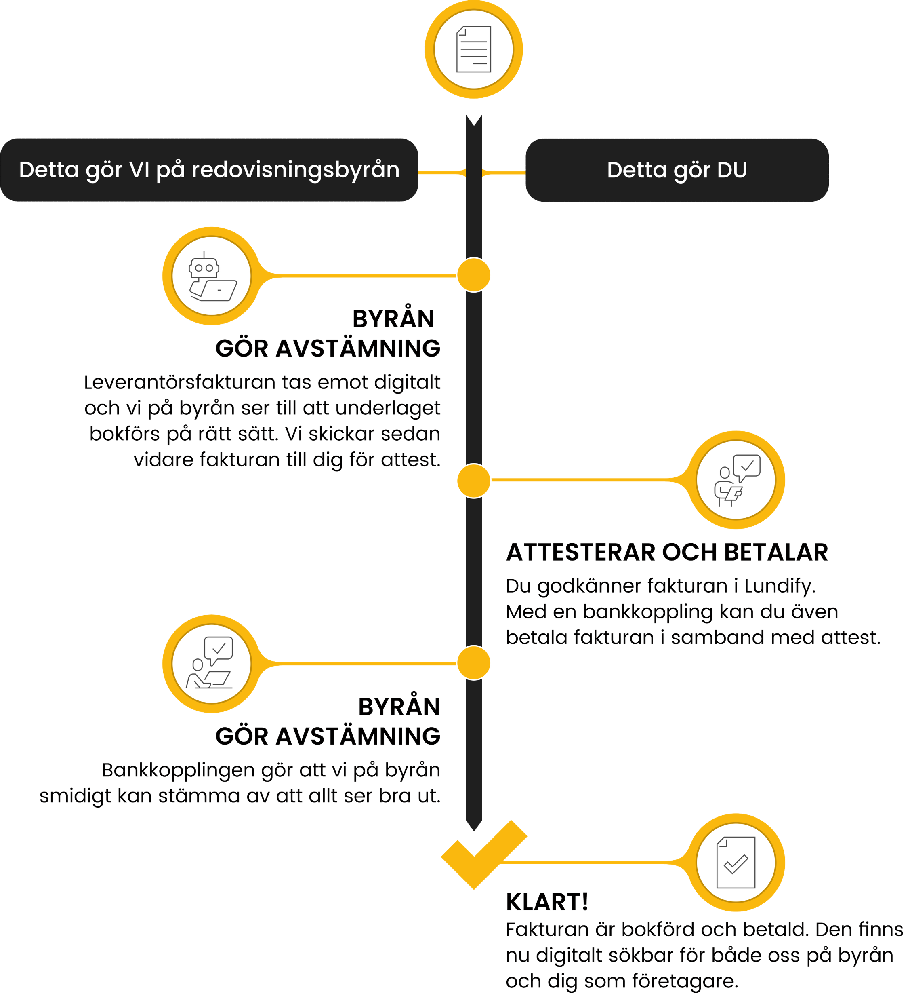 Detta gör VI på redovisningsbyrån
Detta gör DU
BYRÅN
GÖR AVSTÄMNING
Leverantörsfakturan tas emot digitalt
och vi på byrån ser till att underlaget
bokförs på rätt sätt. Vi skickar sedan
vidare fakturan till dig för attest.
ATTESTERAR OCH BETALAR
Du godkänner fakturan i Lundify.
Med en bankkoppling kan du även
betala fakturan i samband med attest.
BYRÅN
GÖR AVSTÄMNING
Bankkopplingen gör att vi på byrån
smidigt kan stämma av att allt ser bra ut.
KLART!
Fakturan är bokförd och betald. Den finns
nu digitalt sökbar för både oss på byrån
och dig som företagare.